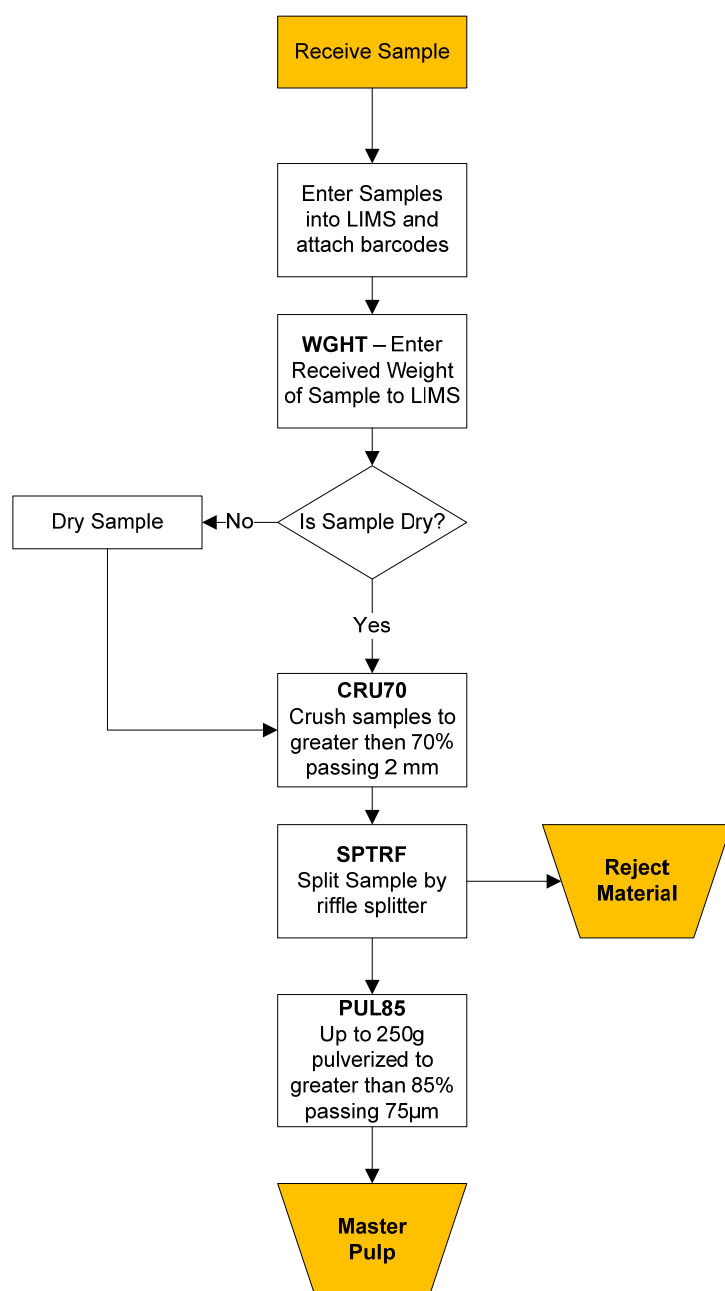 Receive Sample
Enter Samples
into LIMS and
attach barcodes
WGHT – Enter
Received Weight
of Sample to LIMS
Is Sample Dry?
No
Dry Sample
Yes
CRU70
Crush samples to
greater then 70%
passing 2 mm
SPTRF
Split Sample by
riffle splitter
Reject
Material
PUL85
Up to 250g
pulverized to
greater than 85%
passing 75µm
Master
Pulp